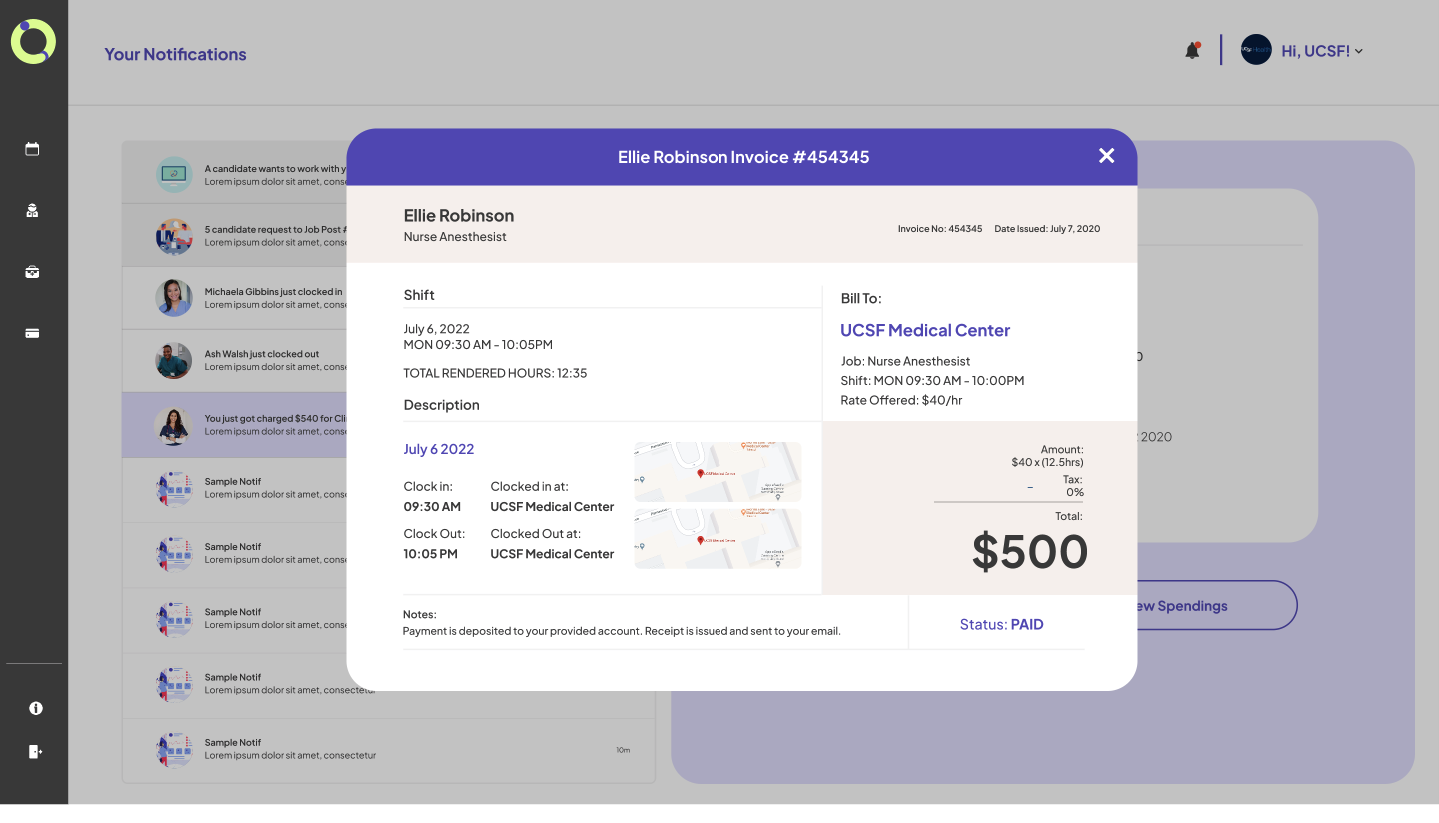 Your Notifications
Hi, UCSF!
A candidate wants to work with y
Lorem ipsum dolor sit amet, conse
5 candidate request to Job Post #
Lorem ipsum dolor sit amet, conse
Michaela Gibbins just clocked in
Lorem ipsum dolor sit amet, conse
Ash Walsh just clocked out
Lorem ipsum dolor sit amet, conse
You just got charged $540 for Cli
Lorem ipsum dolor sit amet, conse
Sample Notif
Lorem ipsum dolor sit amet, conse
Sample Notif
Lorem ipsum dolor sit amet, conse
Sample Notif
Lorem ipsum dolor sit amet, conse
Sample Notif
Lorem ipsum dolor sit amet, consectetur
Sample Notif
Lorem ipsum dolor sit amet, consectetur
10m
Ellie Robinson Invoice #454345
Ellie Robinson
Nurse Anesthesist
Invoice No: 454345 Date Issued: July 7, 2020
Shift
July 6, 2022
MON 09:30 AM - 10:05PM
TOTAL RENDERED HOURS: 12:35
Description
July 6 2022
Clock in: Clocked in at:
09:30 AM UCSF Medical Center
Clock Out: Clocked Out at:
10:05 PM UCSF Medical Center
UCSF Medical Center
UCSF Medical Center
Bill To:
UCSF Medical Center
Job: Nurse Anesthesist
Shift: MON 09:30 AM - 10:00PM
Rate Offered: $40/hr
Amount:
$40 x (12.5hrs)
Tax:
– 0%
Total:
$500
Notes:
Payment is deposited to your provided account. Receipt is issued and sent to your email.
Status: PAID
2020
ew Spendings